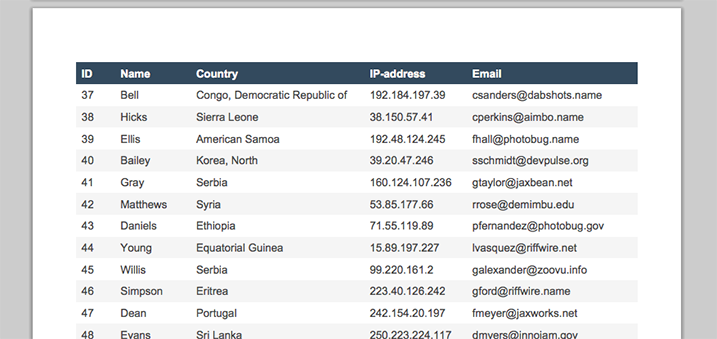 ID Name Country IP-address Email
37 Bell Congo, Democratic Republic of 192.184.197.39 csanders@dabshots.name
38 Hicks Sierra Leone 38.150.57.41 cperkins@aimbo.name
39 Ellis American Samoa 192.48.124.245 fhall@photobug.name
40 Bailey Korea, North 39.20.47.246 sschmidt@devpulse.org
41 Gray Serbia 160.124.107.236 gtaylor@jaxbean.net
42 Matthews Syria 53.85.177.66 rrose@demimbu.edu
43 Daniels Ethiopia 71.55.119.89 pfernandez@photobug.gov
44 Young Equatorial Guinea 15.89.197.227 lvasquez@riffwire.net
45 Willis Serbia 99.220.161.2 galexander@zoovu.info
46 Simpson Eritrea 223.40.126.242 gford@riffwire.name
47 Dean Portugal 242.154.20.197 fmeyer@jaxworks.net
48 Evans Sri Lanka 250.223.224.117 dmyers@innojam.gov